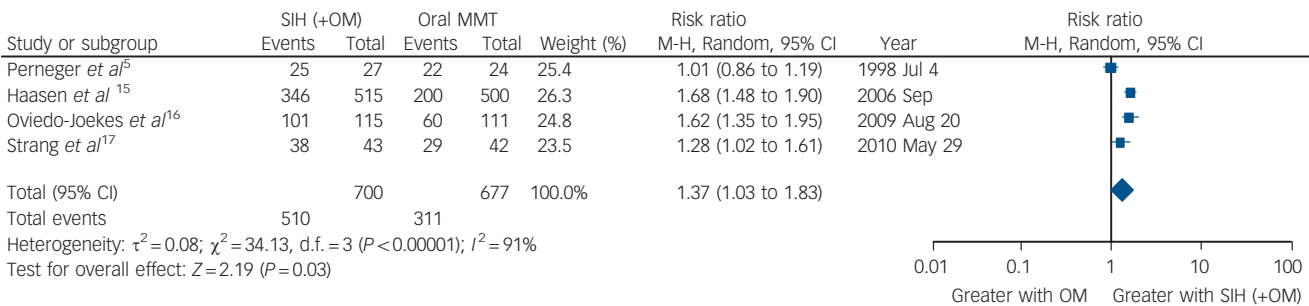 SIH (+OM) Oral MMT Risk ratio Risk ratio
Study or subgroup Events Total Events Total Weight (%) M-H, Random, 95% CI Year M-H, Random, 95% CI
Perneger et al5 25 27 22 24 25.4 1.01 (0.86 to 1.19) 1998 Jul 4
Haasen et al 15 346 515 200 500 26.3 1.68 (1.48 to 1.90) 2006 Sep
Oviedo-Joekes et al16 101 115 60 111 24.8 1.62 (1.35 to 1.95) 2009 Aug 20
Strang et al17 38 43 29 42 23.5 1.28 (1.02 to 1.61) 2010 May 29
Total (95% CI) 700 677 100.0% 1.37 (1.03 to 1.83)
Total events 510 311
Heterogeneity: τ2=0.08; χ2=34.13, d.f.=3 (P<0.00001); I2=91%
Test for overall effect: Z=2.19 (P=0.03)
0.01 0.1 1 10 100
Greater with OM Greater with SIH (+OM)